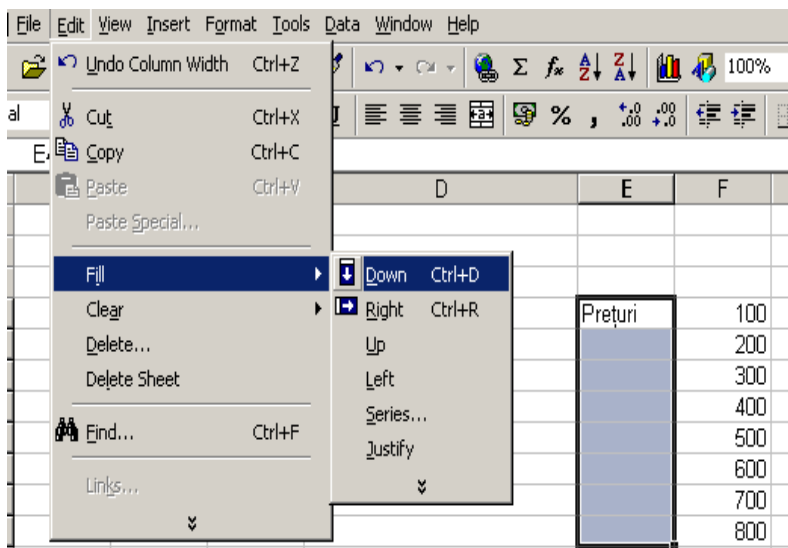 File Edit View Insert Format Tools Data Window Help
Undo Column Width Ctrl+Z
100%
al
Cut Ctrl+X
Copy Ctrl+C
Paste Ctrl+V
D E F
Paste Special...
Fill
Down Ctrl+D
Clear
Right Ctrl+R
Prețuri 100
Delete...
Up
200
Delete Sheet
Left
300
Series...
400
Find... Ctrl+F
Justify
500
Links...
600
700
800